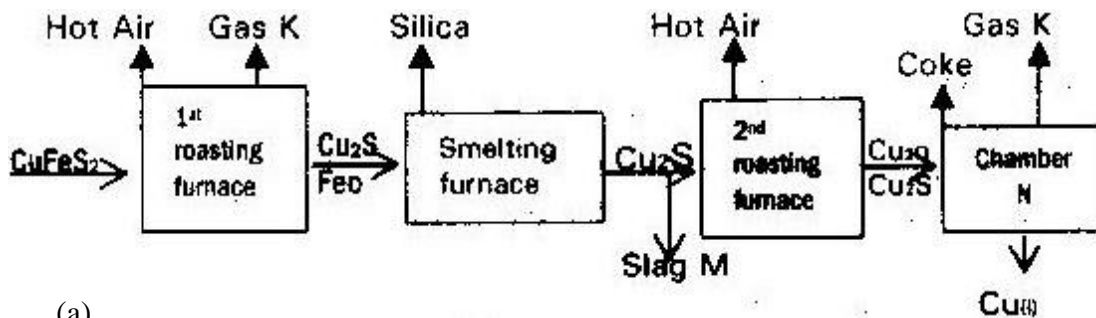 Hot Air Gas K Silica Hot Air Gas K
Coke
CuFeS₂
1st
roasting
furnace
Cu₂S
Feo
Smelting
furnace
Cu₂S
Slag M
2nd
roasting
furnace
Cu₂O
Cu₂S
Chamber
N
Cu(l)
(a)